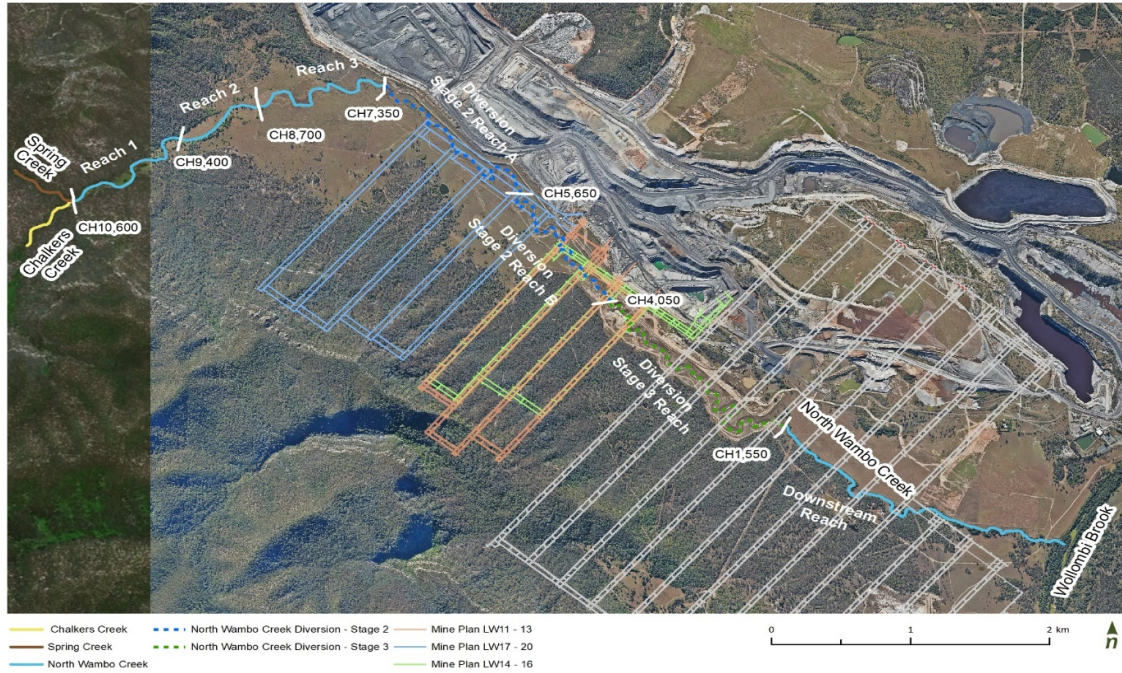 Reach 3
Reach 2
Reach 1
Spring
Creek
Chalkers
Creek
CH10,600
CH9,400
CH8,700
CH7,350
Diversion
Stage 2 Reach A
CH5,650
Diversion
Stage 2 Reach B
CH4,050
Diversion
Stage 3 Reach
CH1,550
North Wambo Creek
Downstream
Reach
Wollombi Brook
Chalkers Creek
Spring Creek
North Wambo Creek
North Wambo Creek Diversion - Stage 2
North Wambo Creek Diversion - Stage 3
Mine Plan LW11 - 13
Mine Plan LW17 - 20
Mine Plan LW14 - 16
0 1 2 km
n